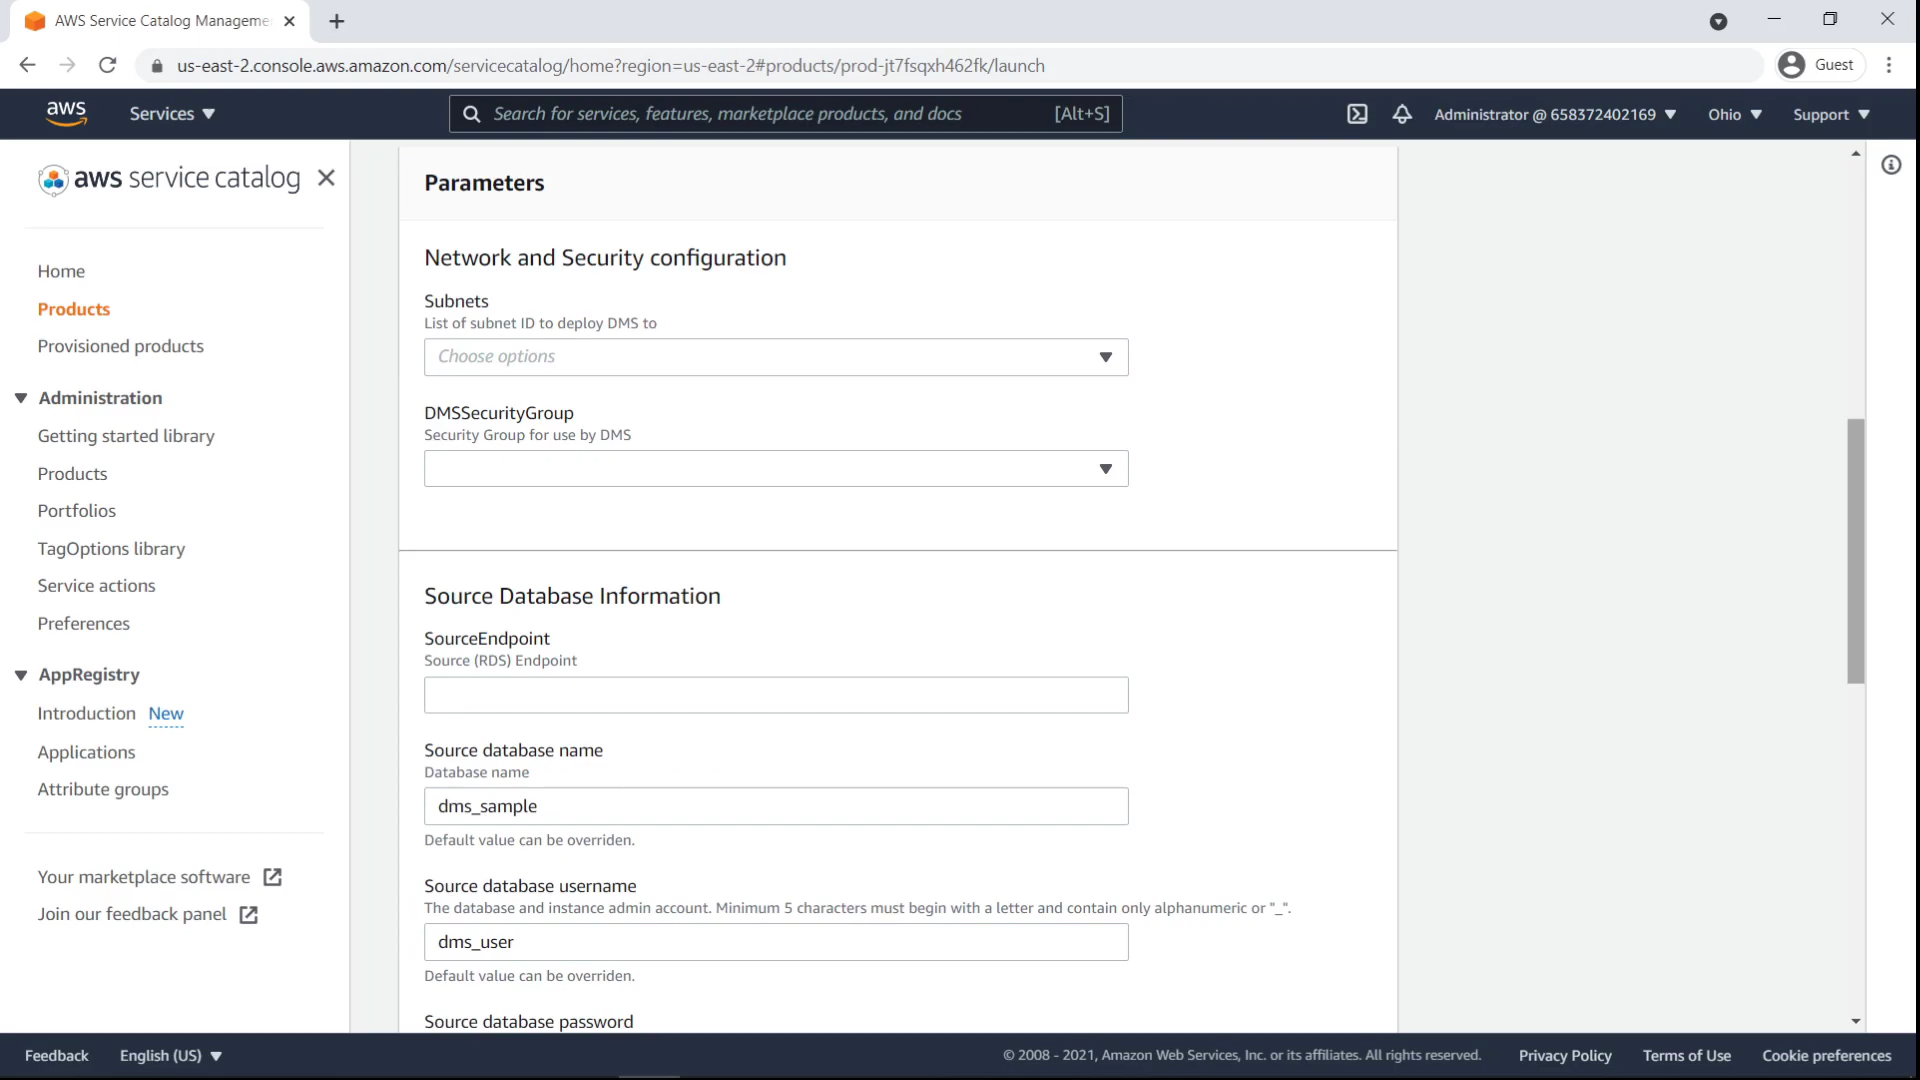 AWS Service Catalog Manageme
us-east-2.console.aws.amazon.com/servicecatalog/home?region=us-east-2#products/prod-jt7fsqxh462fk/launch
Guest
aws
Services
Search for services, features, marketplace products, and docs
[Alt+S]
Administrator @ 658372402169
Ohio
Support
aws service catalog
Home
Products
Provisioned products
Administration
Getting started library
Products
Portfolios
TagOptions library
Service actions
Preferences
AppRegistry
Introduction New
Applications
Attribute groups
Your marketplace software
Join our feedback panel
Parameters
Network and Security configuration
Subnets
List of subnet ID to deploy DMS to
Choose options
DMSSecurityGroup
Security Group for use by DMS
Source Database Information
SourceEndpoint
Source (RDS) Endpoint
Source database name
Database name
dms_sample
Default value can be overriden.
Source database username
The database and instance admin account. Minimum 5 characters must begin with a letter and contain only alphanumeric or "_".
dms_user
Default value can be overriden.
Source database password
Feedback
English (US)
© 2008 - 2021, Amazon Web Services, Inc. or its affiliates. All rights reserved.
Privacy Policy
Terms of Use
Cookie preferences